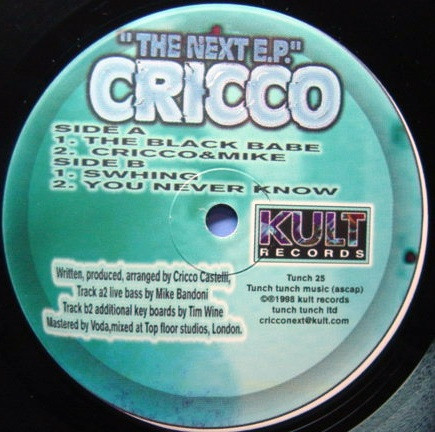 "THE NEXT E.P."
CRICCO
SIDE A
1. THE BLACK BABE
2. CRICCO&MIKE
SIDE B
1. SWHING
2. YOU NEVER KNOW
KULT
RECORDS
Written, produced, arranged by Cricco Castelli,
Track a2 live bass by Mike Bandoni
Track b2 additional key boards by Tim Wine
Mastered by Voda,mixed at Top floor studios, London.
Tunch 25
Tunch tunch music (ascap)
©®1998 kult records
tunch tunch ltd
cricconext@kult.com